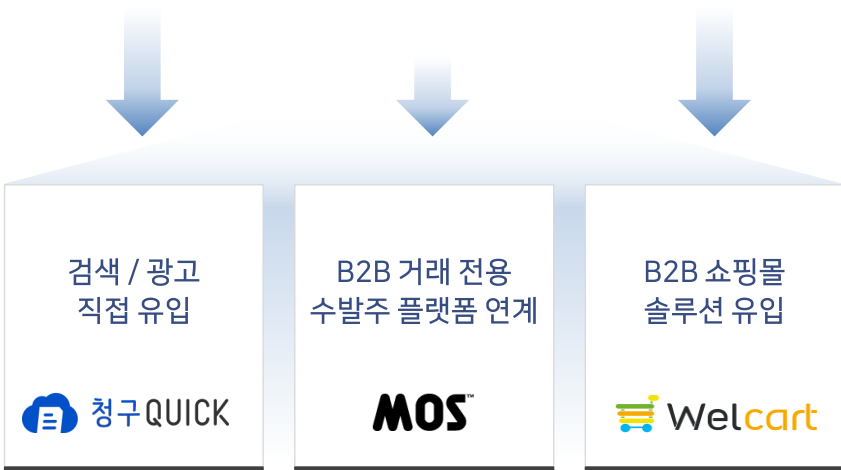 검색 / 광고
직접 유입
청구QUICK
B2B 거래 전용
수발주 플랫폼 연계
MOS™
B2B 쇼핑몰
솔루션 유입
Welcart